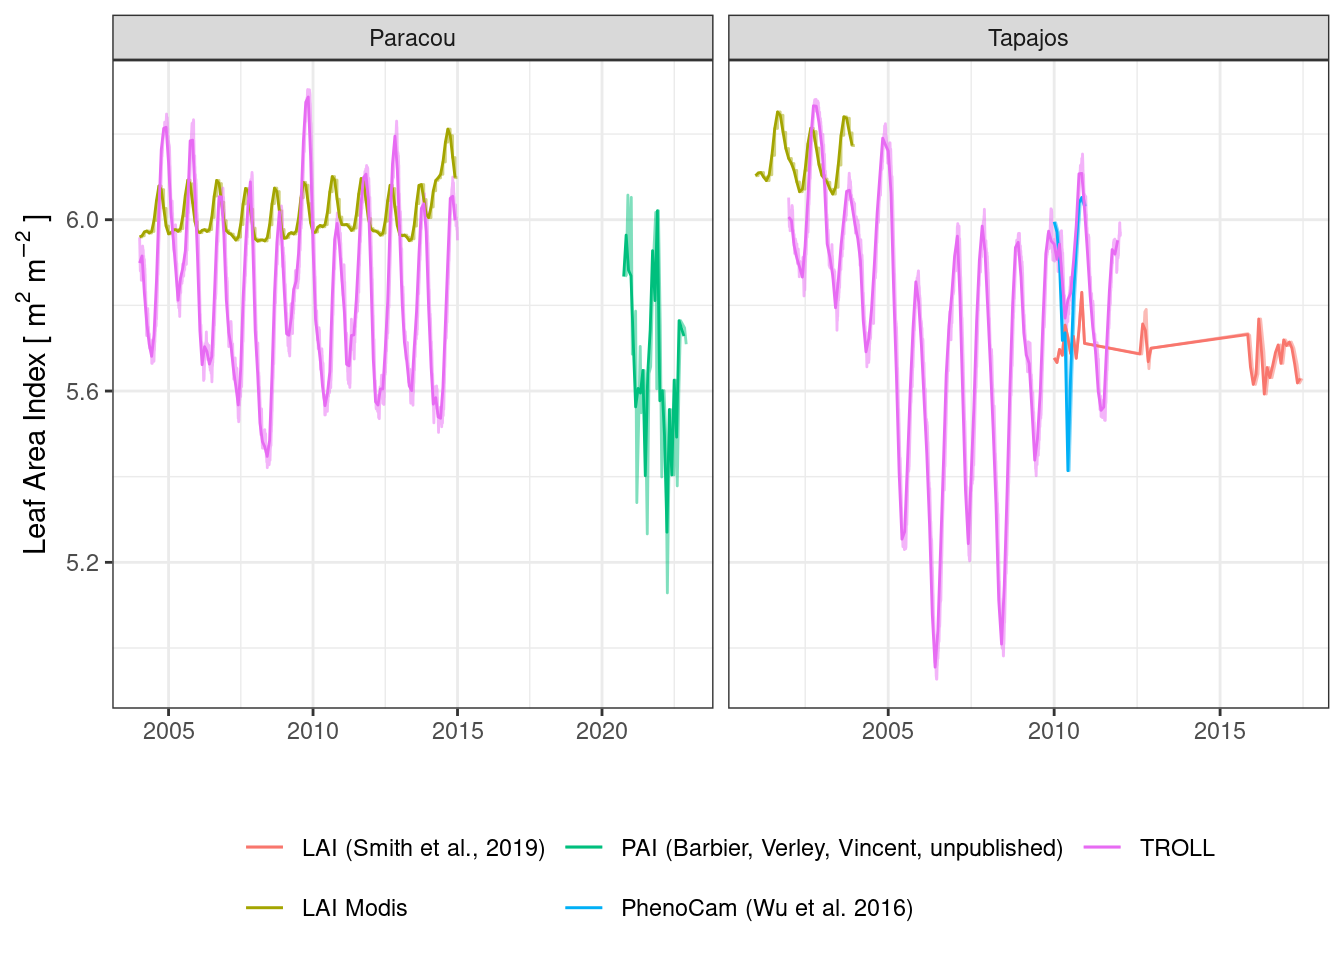 Paracou
Tapajos
Leaf Area Index [ m² m⁻² ]
6.0
5.6
5.2
2005
2010
2015
2020
2005
2010
2015
LAI (Smith et al., 2019)
PAI (Barbier, Verley, Vincent, unpublished)
TROLL
LAI Modis
PhenoCam (Wu et al. 2016)